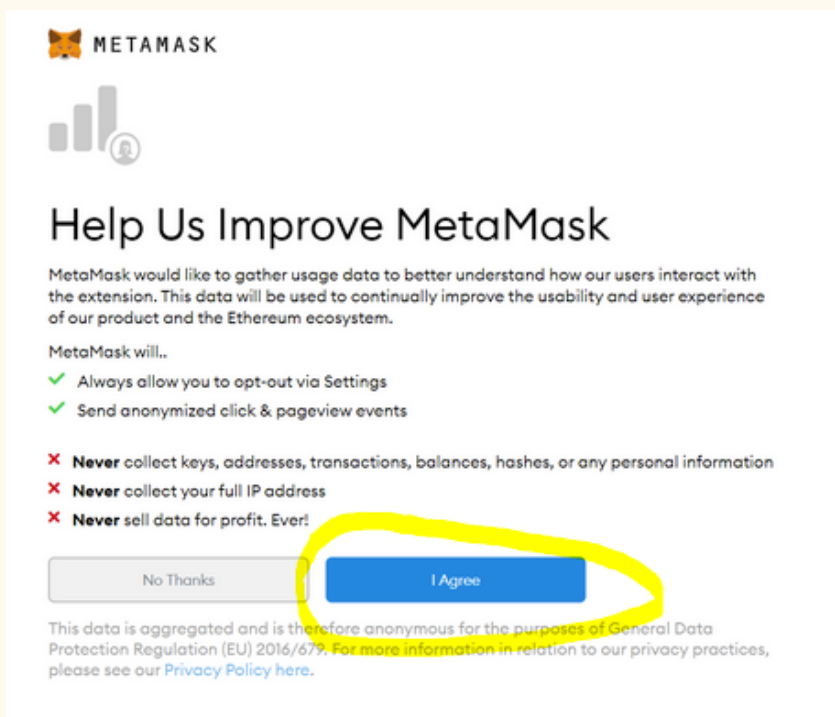 METAMASK
Help Us Improve MetaMask
MetaMask would like to gather usage data to better understand how our users interact with
the extension. This data will be used to continually improve the usability and user experience
of our product and the Ethereum ecosystem.
MetaMask will..
Always allow you to opt-out via Settings
Send anonymized click & pageview events
Never collect keys, addresses, transactions, balances, hashes, or any personal information
Never collect your full IP address
Never sell data for profit. Ever!
No Thanks
I Agree
This data is aggregated and is therefore anonymous for the purposes of General Data
Protection Regulation (EU) 2016/679. For more information in relation to our privacy practices,
please see our Privacy Policy here.